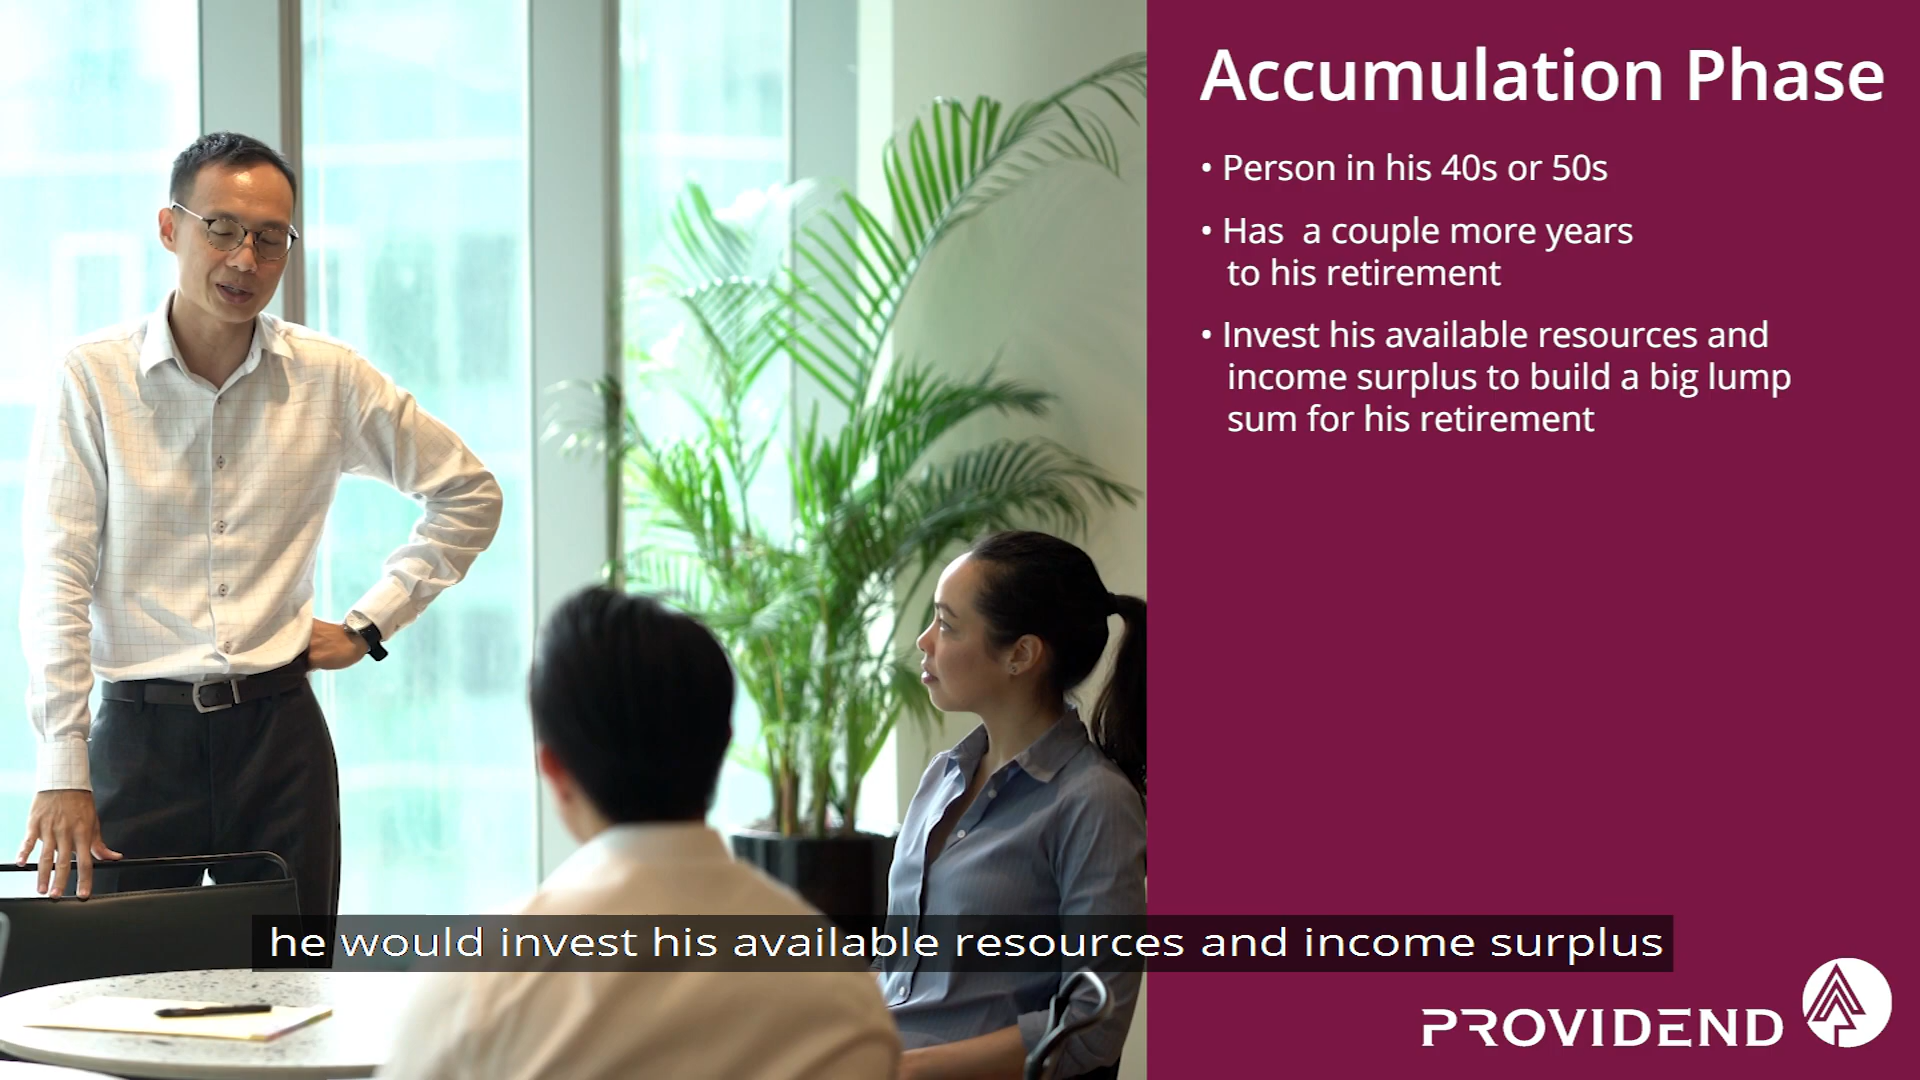 Accumulation Phase
• Person in his 40s or 50s
• Has  a couple more years
to his retirement
• Invest his available resources and
income surplus to build a big lump
sum for his retirement
he would invest his available resources and income surplus
PROVIDEND